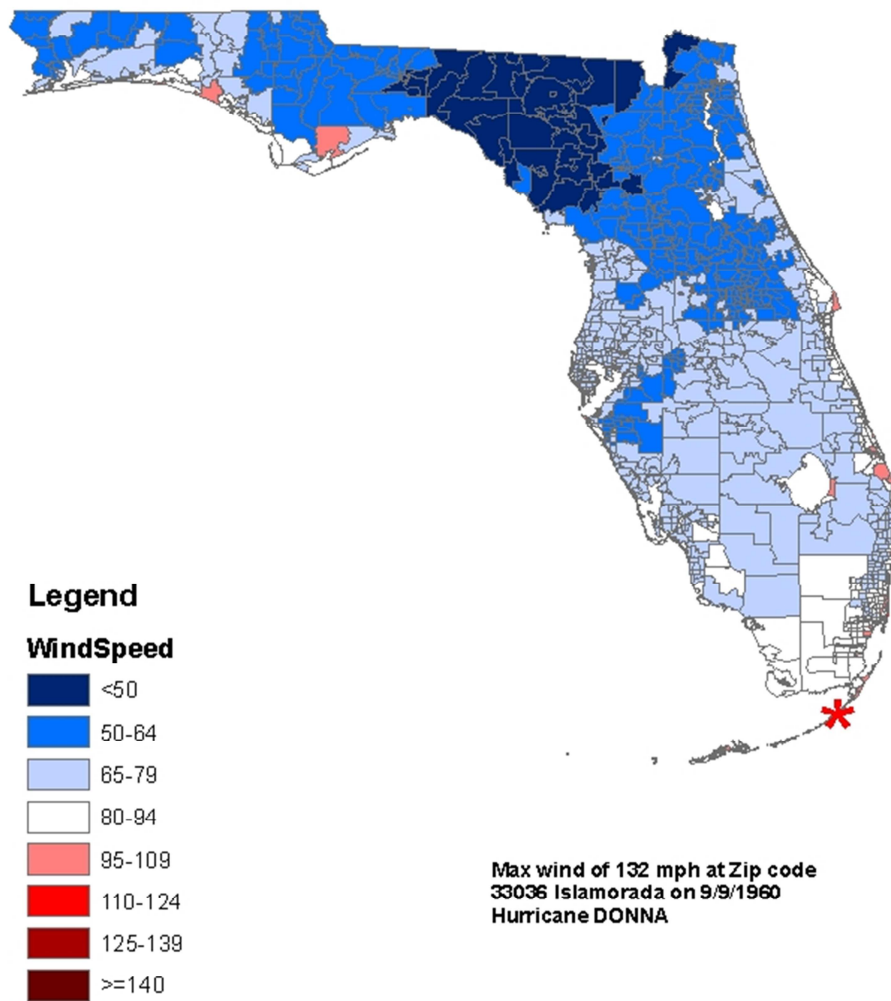 Legend
WindSpeed
<50
50-64
65-79
80-94
95-109
110-124
125-139
>=140
Max wind of 132 mph at Zip code
33036 Islamorada on 9/9/1960
Hurricane DONNA